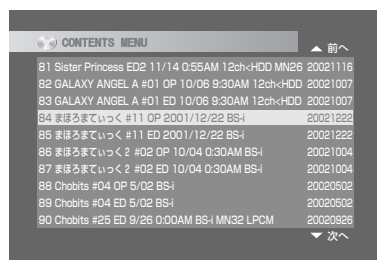 CONTENTS MENU
▲ 前へ
81 Sister Princess ED2 11/14 0:55AM 12ch<HDD MN26 20021116
82 GALAXY ANGEL A #01 OP 10/06 9:30AM 12ch<HDD 20021007
83 GALAXY ANGEL A #01 ED 10/06 9:30AM 12ch<HDD 20021007
84 まほろまてぃっく #11 OP 2001/12/22 BS-i 20021222
85 まほろまてぃっく #11 ED 2001/12/22 BS-i 20021222
86 まほろまてぃっく2 #02 OP 10/04 0:30AM BS-i 20021004
87 まほろまてぃっく2 #02 ED 10/04 0:30AM BS-i 20021004
88 Chobits #04 OP 5/02 BS-i 20020502
89 Chobits #04 ED 5/02 BS-i 20020502
90 Chobits #25 ED 9/26 0:00AM BS-i MN32 LPCM 20020926
▼ 次へ